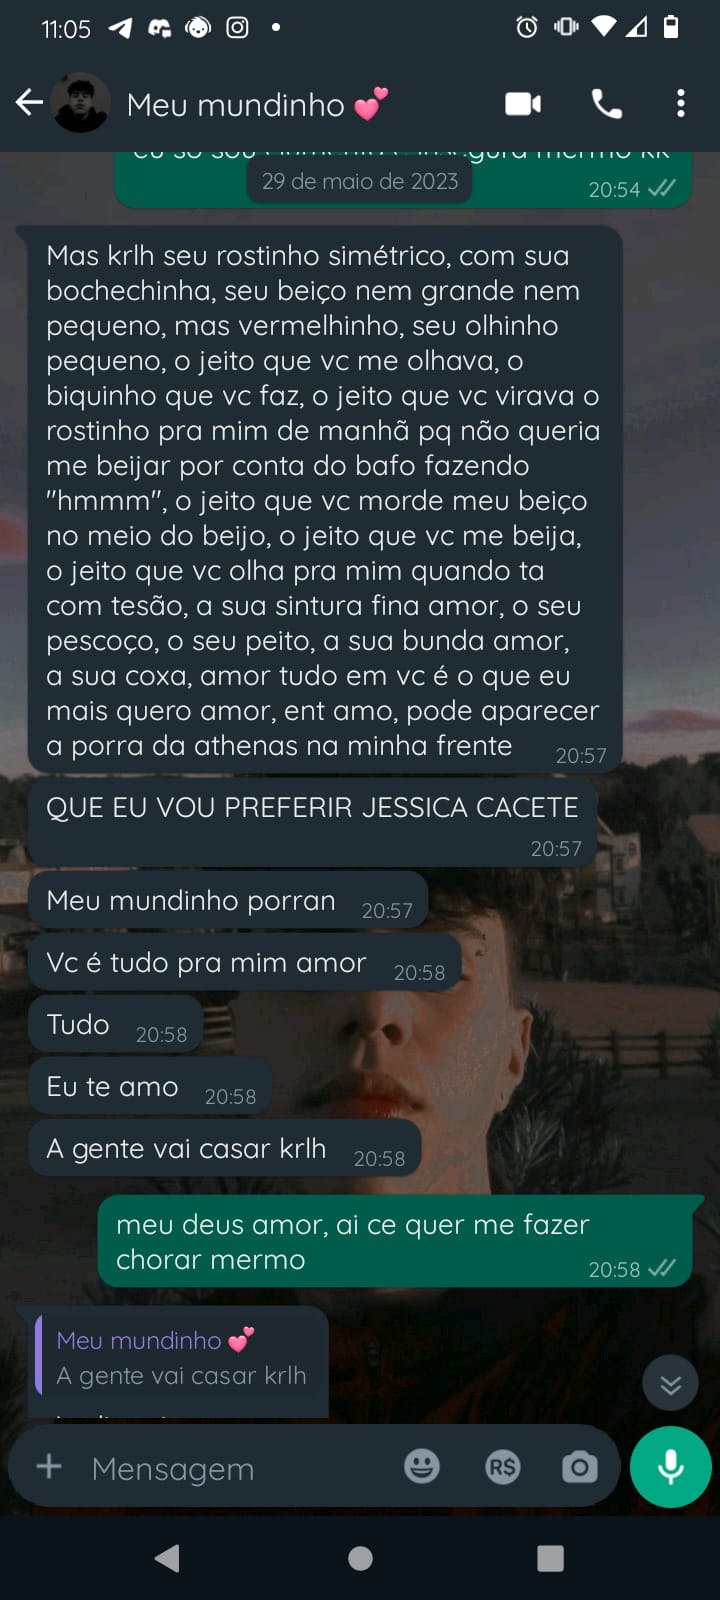 11:05
Meu mundinho 💕
29 de maio de 2023
20:54
Mas krlh seu rostinho simétrico, com sua
bochechinha, seu beiço nem grande nem
pequeno, mas vermelhinho, seu olhinho
pequeno, o jeito que vc me olhava, o
biquinho que vc faz, o jeito que vc virava o
rostinho pra mim de manhã pq não queria
me beijar por conta do bafo fazendo
"hmmm", o jeito que vc morde meu beiço
no meio do beijo, o jeito que vc me beija,
o jeito que vc olha pra mim quando ta
com tesão, a sua sintura fina amor, o seu
pescoço, o seu peito, a sua bunda amor,
a sua coxa, amor tudo em vc é o que eu
mais quero amor, ent amo, pode aparecer
a porra da athenas na minha frente 20:57
QUE EU VOU PREFERIR JESSICA CACETE
20:57
Meu mundinho porran 20:57
Vc é tudo pra mim amor 20:58
Tudo 20:58
Eu te amo 20:58
A gente vai casar krlh 20:58
meu deus amor, ai ce quer me fazer
chorar mermo 20:58
Meu mundinho 💕
A gente vai casar krlh
Mensagem
R$